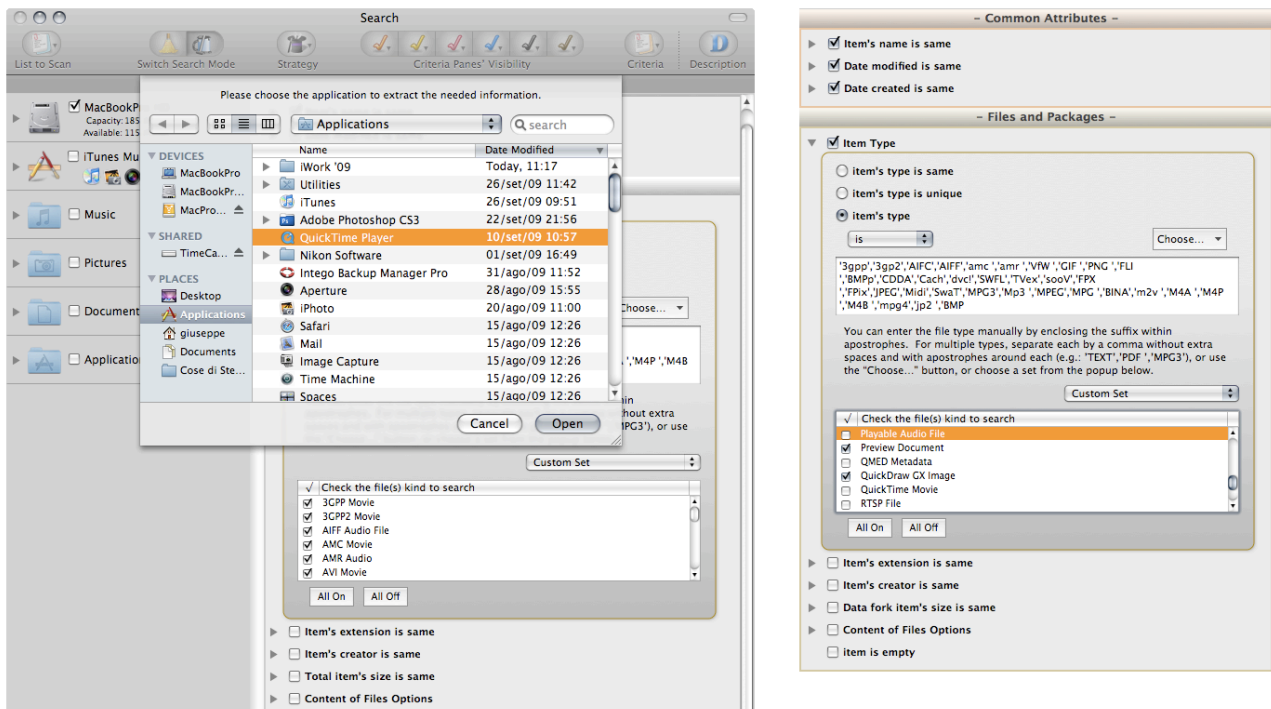 Search
List to Scan
Switch Search Mode
Strategy
Criteria Panes' Visibility
Criteria
Description
Please choose the application to extract the needed information.
MacBookP
Capacity: 185
Available: 115
iTunes Mu
Music
Pictures
Document
Applicatio
Applications
search
DEVICES
MacBookPro
MacBookPr...
MacPro...
SHARED
TimeCa...
PLACES
Desktop
Applications
giuseppe
Documents
Cose di Ste...
Name Date Modified
iWork '09 Today, 11:17
Utilities 26/set/09 11:42
iTunes 26/set/09 09:51
Adobe Photoshop CS3 22/set/09 21:56
QuickTime Player 10/set/09 10:57
Nikon Software 01/set/09 16:49
Intego Backup Manager Pro 31/ago/09 11:52
Aperture 28/ago/09 15:55
iPhoto 20/ago/09 11:00
Safari 15/ago/09 12:26
Mail 15/ago/09 12:26
Image Capture 15/ago/09 12:26
Time Machine 15/ago/09 12:26
Spaces 15/ago/09 12:26
Cancel
Open
Choose...
','M4P ','M4B
in
hout extra
IPG3'), or use
Custom Set
√ Check the file(s) kind to search
3GPP Movie
3GPP2 Movie
AIFF Audio File
AMC Movie
AMR Audio
AVI Movie
All On
All Off
Item's extension is same
Item's creator is same
Total item's size is same
Content of Files Options
– Common Attributes –
Item's name is same
Date modified is same
Date created is same
– Files and Packages –
Item Type
item's type is same
item's type is unique
item's type
is
Choose...
'3gpp','3gp2','AIFC','AIFF','amc ','amr ','VfW ','GIF ','PNG ','FLI
','BMPp','CDDA','Cach','dvc!','SWFL','TVex','sooV','FPX
','FPix','JPEG','Midi','SwaT','MPG3','Mp3 ','MPEG','MPG ','BINA','m2v ','M4A ','M4P
','M4B ','mpg4','jp2 ','BMP
You can enter the file type manually by enclosing the suffix within
apostrophes. For multiple types, separate each by a comma without extra
spaces and with apostrophes around each (e.g.: 'TEXT','PDF ','MPG3'), or use
the "Choose..." button, or choose a set from the popup below.
Custom Set
√ Check the file(s) kind to search
Playable Audio File
Preview Document
QMED Metadata
QuickDraw GX Image
QuickTime Movie
RTSP File
All On
All Off
Item's extension is same
Item's creator is same
Data fork item's size is same
Content of Files Options
item is empty